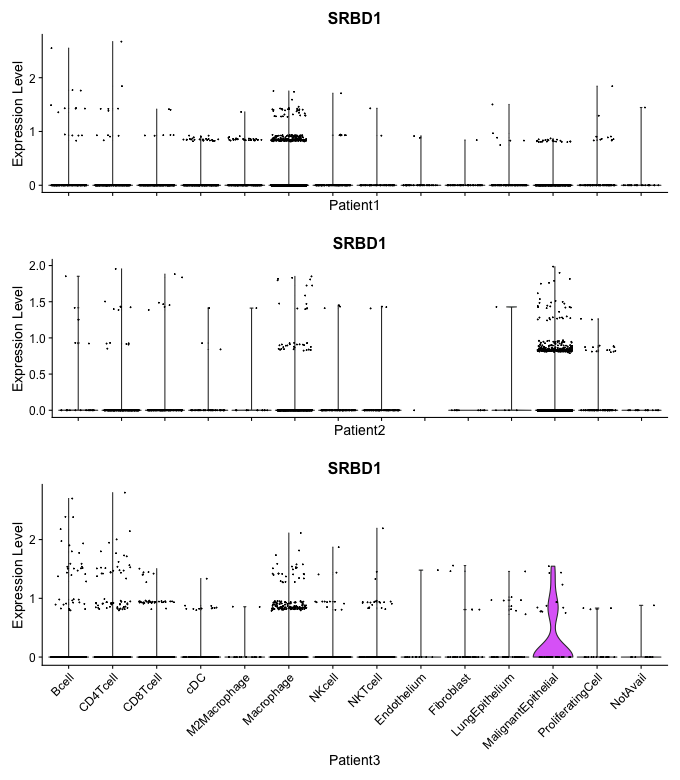 SRBD1
Expression Level
2
1
0
Patient1
SRBD1
Expression Level
2.0
1.5
1.0
0.5
0.0
Patient2
SRBD1
Expression Level
2
1
0
Bcell
CD4Tcell
CD8Tcell
cDC
M2Macrophage
Macrophage
NKcell
NKTcell
Endothelium
Fibroblast
LungEpithelium
MalignantEpithelial
ProliferatingCell
NotAvail
Patient3